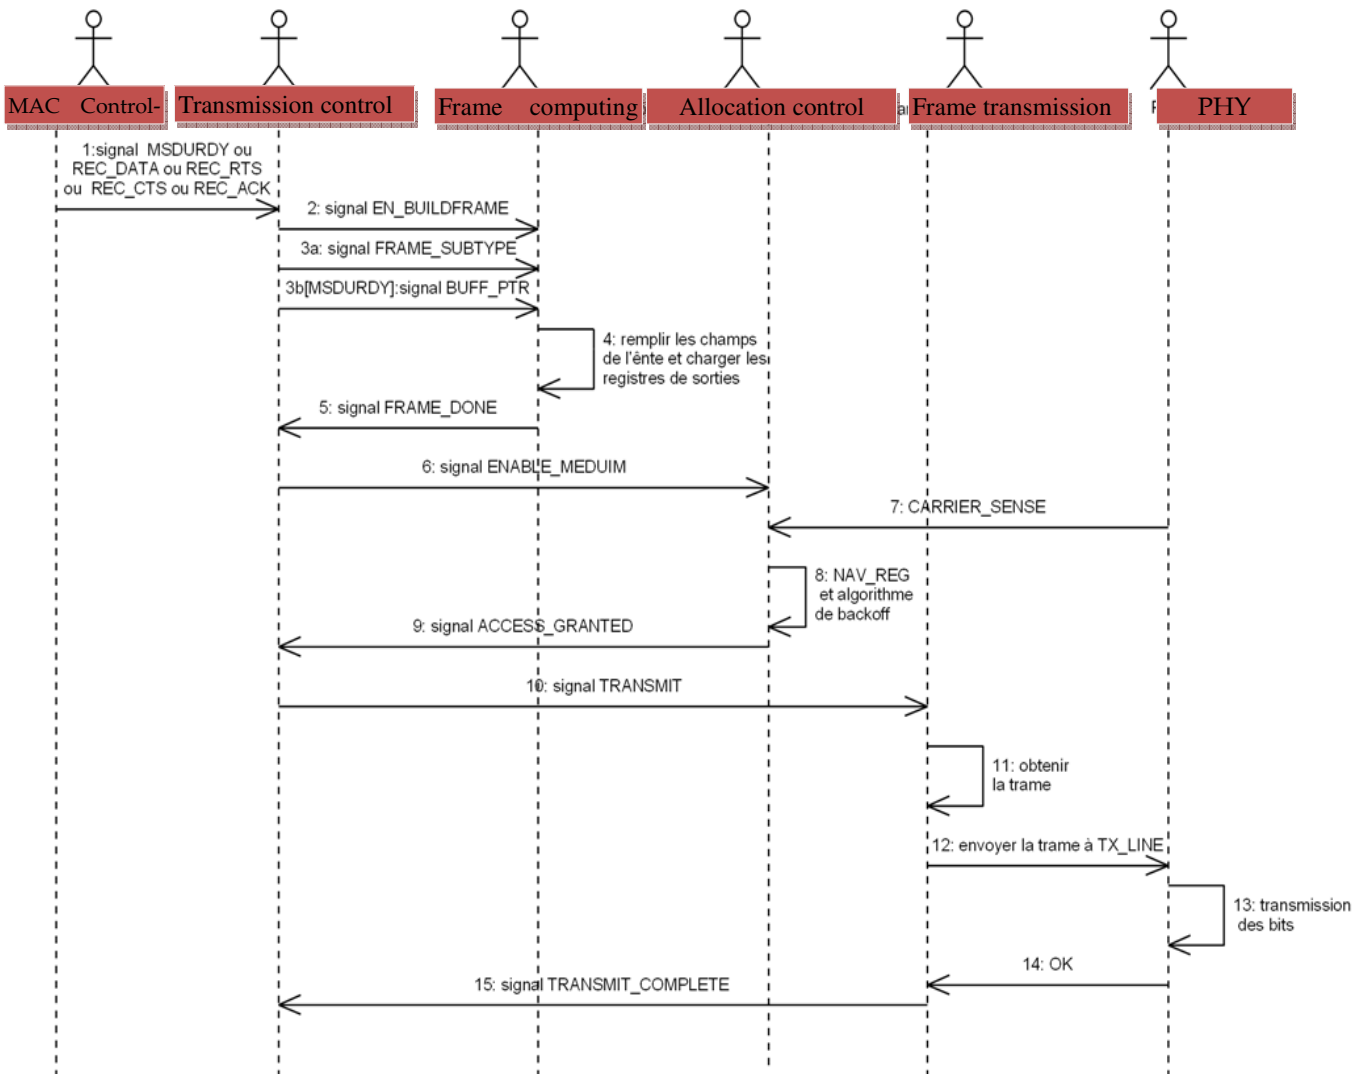 MAC Control-
Transmission control
Frame computing
Allocation control
Frame transmission
PHY
1:signal MSDURDY ou
REC_DATA ou REC_RTS
ou REC_CTS ou REC_ACK
2: signal EN_BUILDFRAME
3a: signal FRAME_SUBTYPE
3b[MSDURDY]:signal BUFF_PTR
4: remplir les champs
de l'ênte et charger les
registres de sorties
5: signal FRAME_DONE
6: signal ENABLE_MEDUIM
7: CARRIER_SENSE
8: NAV_REG
et algorithme
de backoff
9: signal ACCESS_GRANTED
10: signal TRANSMIT
11: obtenir
la trame
12: envoyer la trame à TX_LINE
13: transmission
des bits
14: OK
15: signal TRANSMIT_COMPLETE